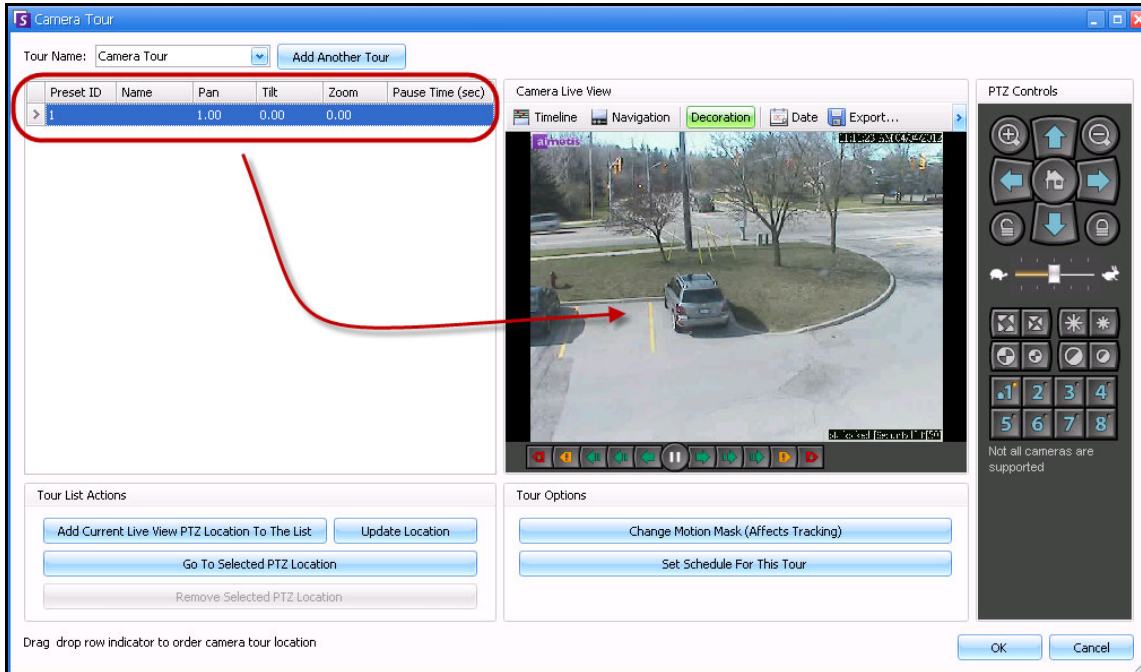 Camera Tour
Tour Name: Camera Tour Add Another Tour
Preset ID Name Pan Tilt Zoom Pause Time (sec)
1 1.00 0.00 0.00
Camera Live View
Timeline Navigation Decoration Date Export...
aimetis
PTZ Controls
1 2 3 4
5 6 7 8
Not all cameras are
supported
Tour List Actions
Add Current Live View PTZ Location To The List Update Location
Go To Selected PTZ Location
Remove Selected PTZ Location
Tour Options
Change Motion Mask (Affects Tracking)
Set Schedule For This Tour
Drag drop row indicator to order camera tour location
OK Cancel